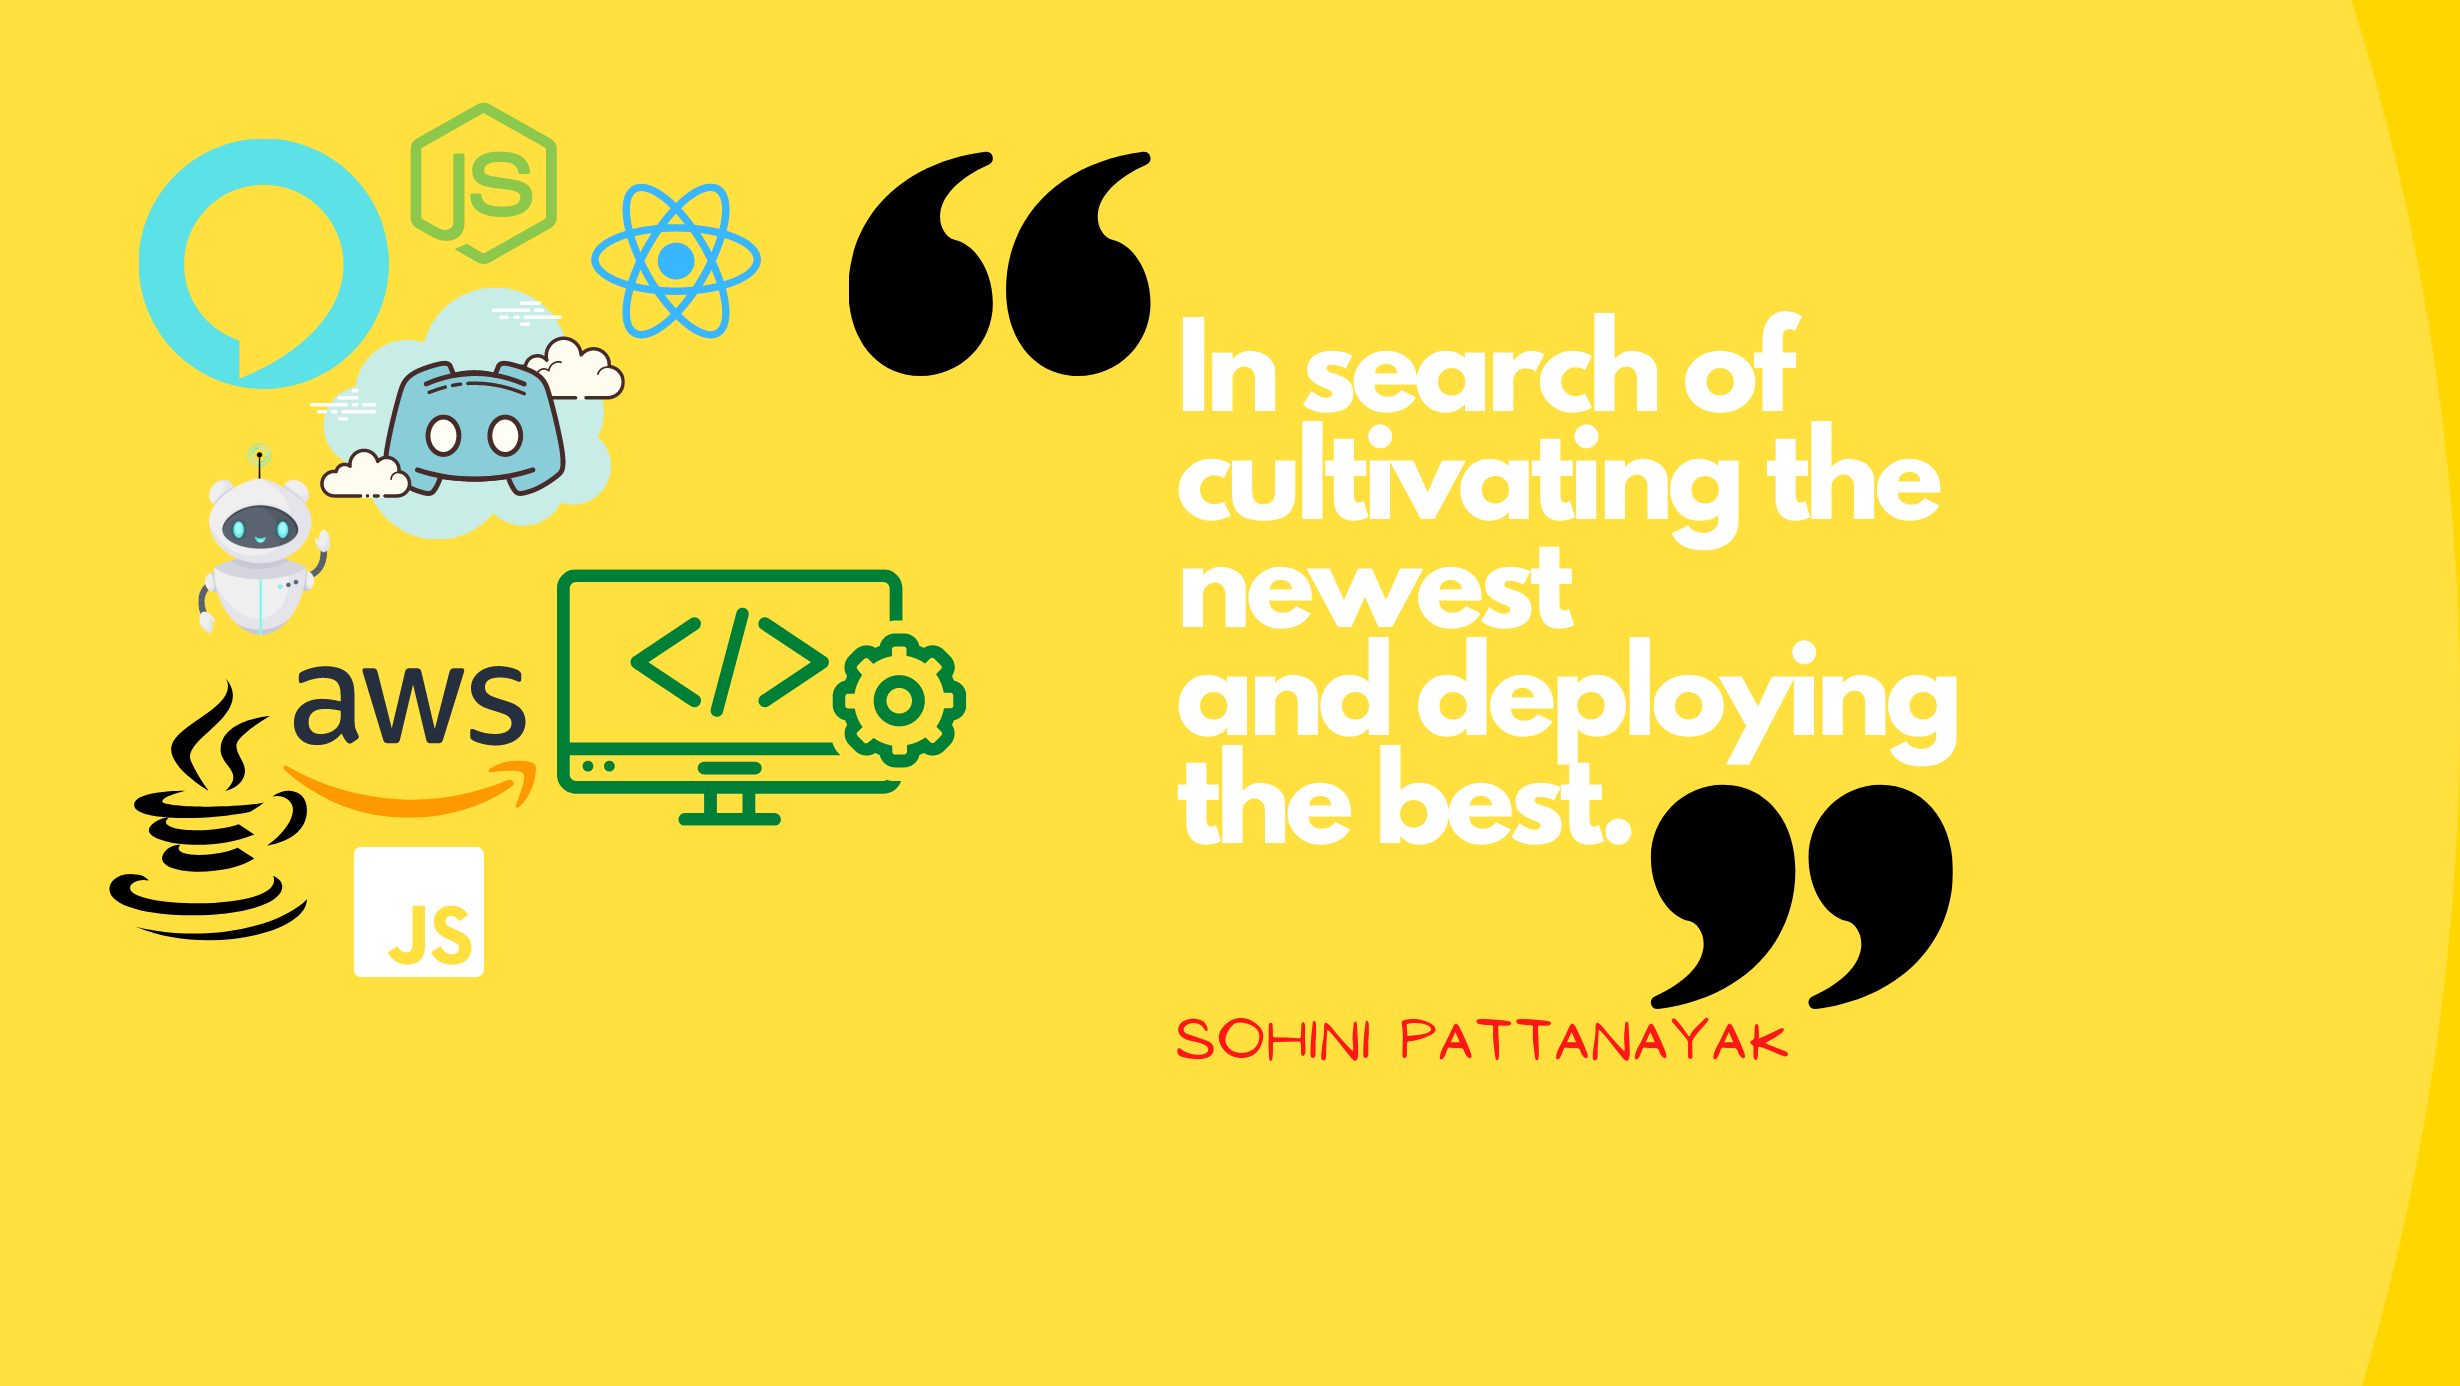 JS
aws
</>
JS
“
In search of
cultivating the
newest
and deploying
the best.
”
SOHINI PATTANAYAK